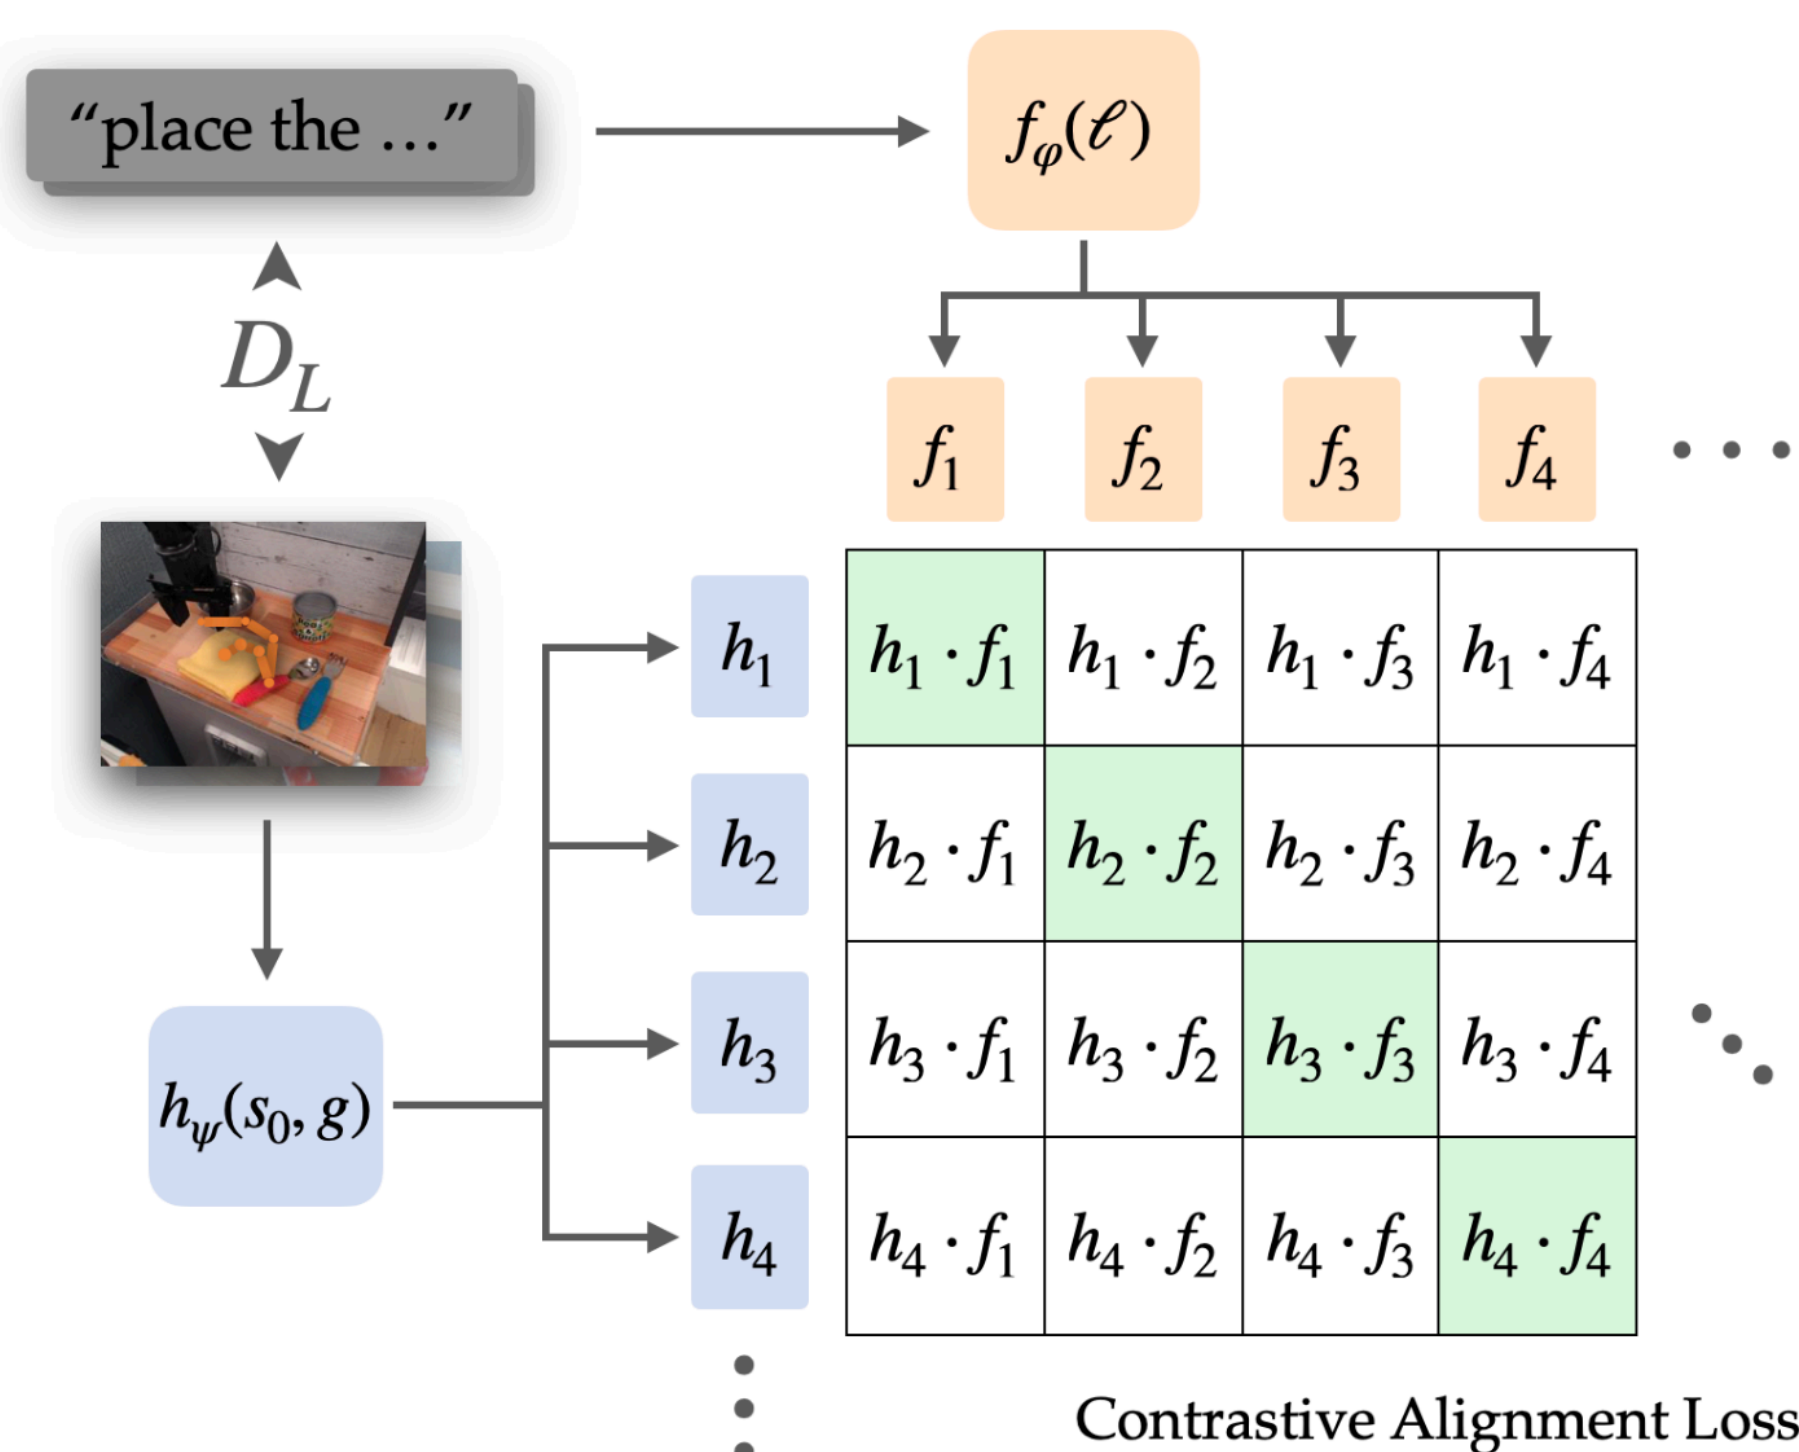 “place the ...”
f_φ(ℓ)
D_L
f_1 f_2 f_3 f_4 . . .
h_1 h_1 · f_1 h_1 · f_2 h_1 · f_3 h_1 · f_4
h_2 h_2 · f_1 h_2 · f_2 h_2 · f_3 h_2 · f_4
h_3 h_3 · f_1 h_3 · f_2 h_3 · f_3 h_3 · f_4
h_ψ(s_0, g)
h_4 h_4 · f_1 h_4 · f_2 h_4 · f_3 h_4 · f_4
Contrastive Alignment Loss